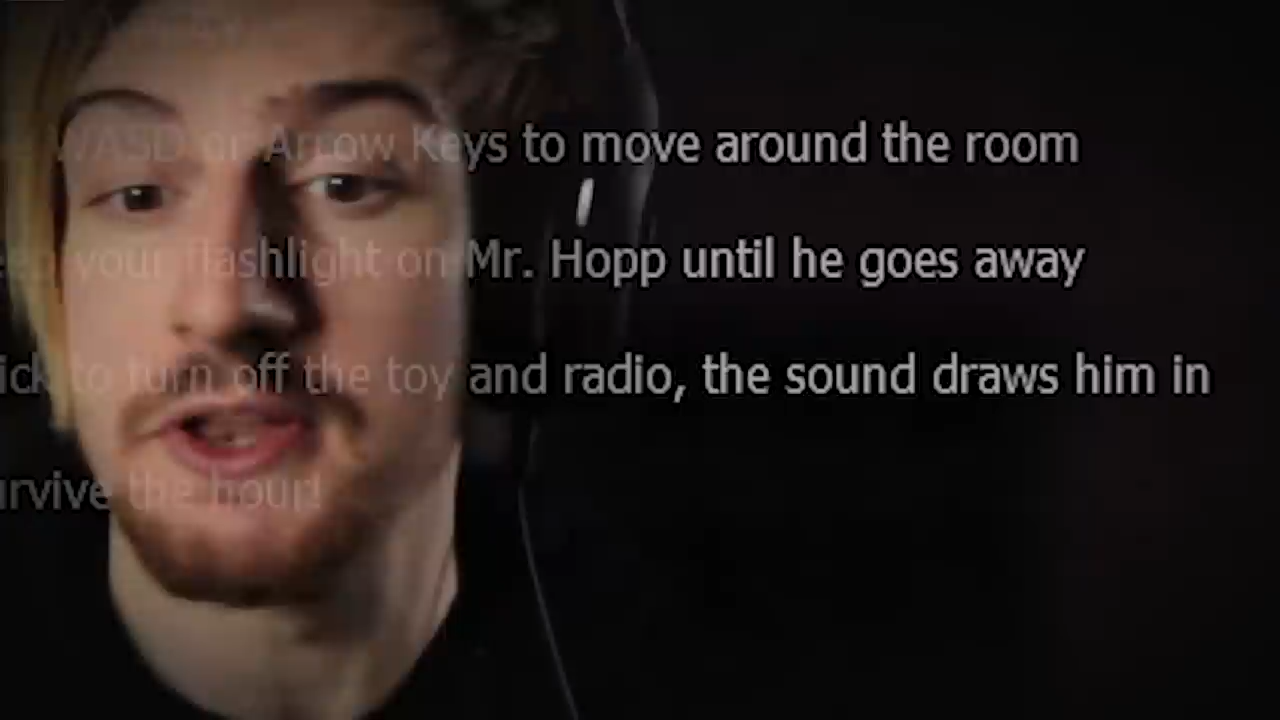 WASD or Arrow Keys to move around the room
your flashlight on Mr. Hopp until he goes away
to turn off the toy and radio, the sound draws him in
the hour!